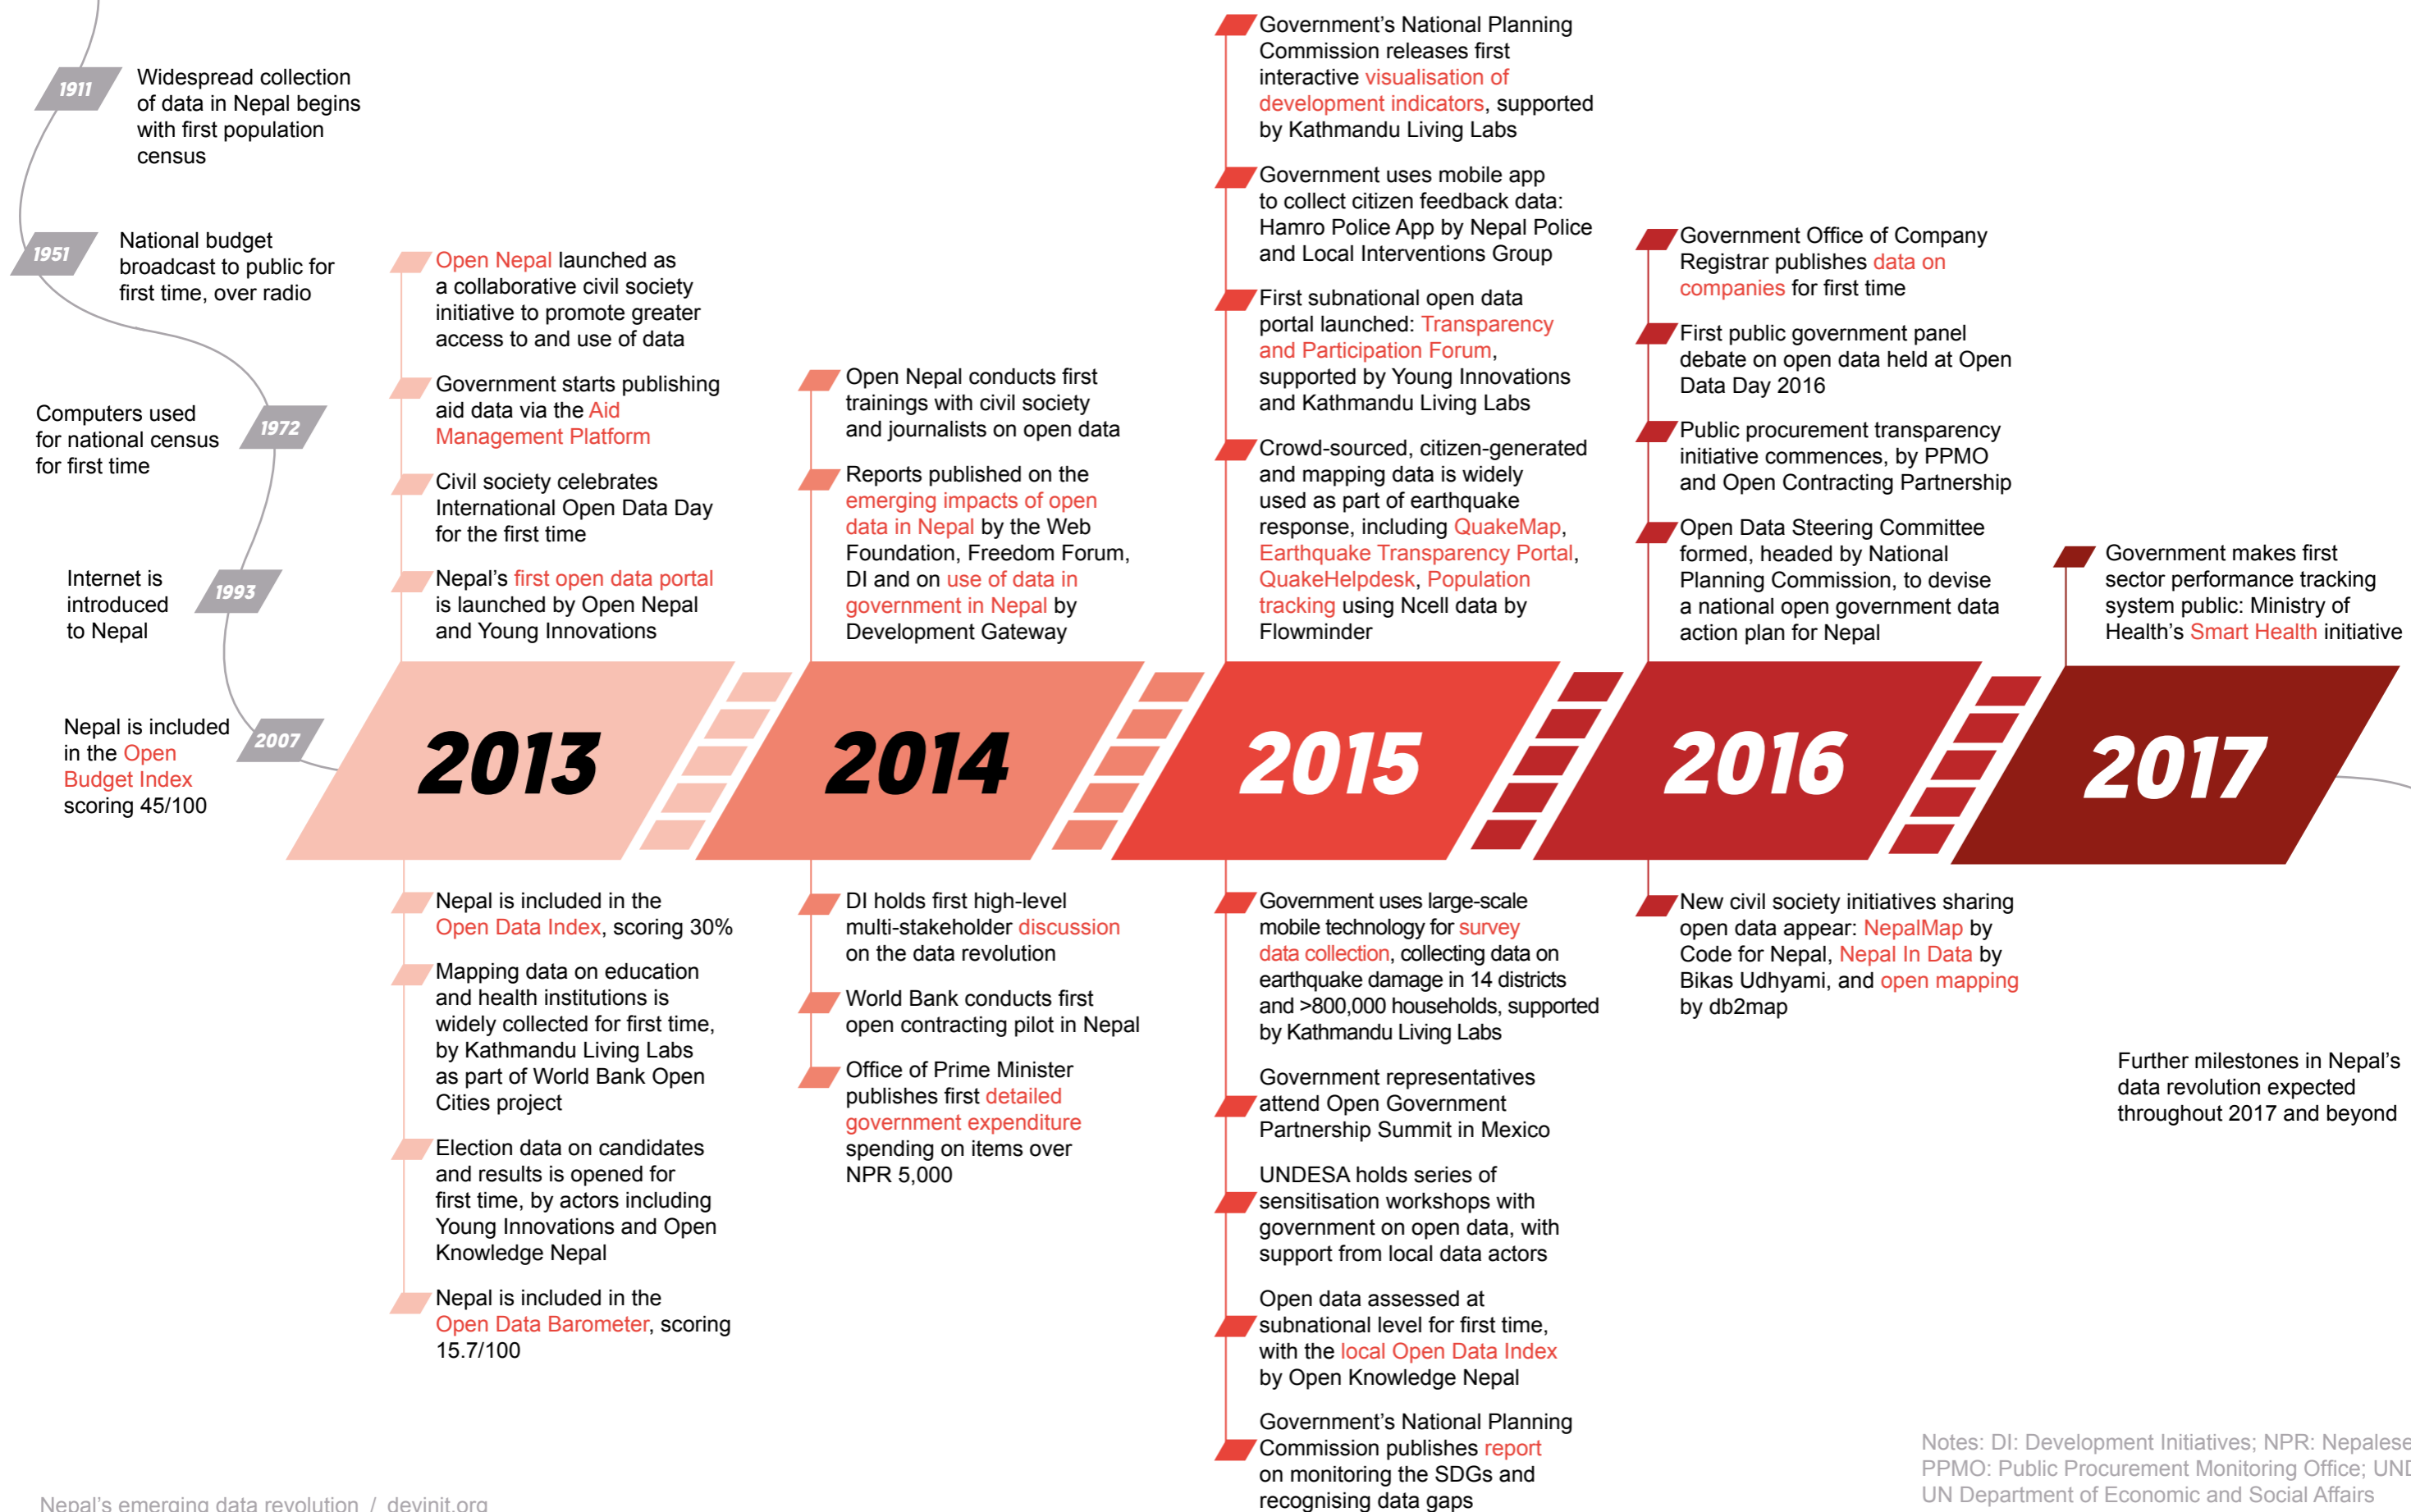 1911
Widespread collection
of data in Nepal begins
with first population
census
1951
National budget
broadcast to public for
first time, over radio
Computers used
for national census
for first time
1972
Internet is
introduced
to Nepal
1993
Nepal is included
in the Open
Budget Index
scoring 45/100
2007
Open Nepal launched as
a collaborative civil society
initiative to promote greater
access to and use of data
Government starts publishing
aid data via the Aid
Management Platform
Civil society celebrates
International Open Data Day
for the first time
Nepal's first open data portal
is launched by Open Nepal
and Young Innovations
2013
Nepal is included in the
Open Data Index, scoring 30%
Mapping data on education
and health institutions is
widely collected for first time,
by Kathmandu Living Labs
as part of World Bank Open
Cities project
Election data on candidates
and results is opened for
first time, by actors including
Young Innovations and Open
Knowledge Nepal
Nepal is included in the
Open Data Barometer, scoring
15.7/100
Open Nepal conducts first
trainings with civil society
and journalists on open data
Reports published on the
emerging impacts of open
data in Nepal by the Web
Foundation, Freedom Forum,
DI and on use of data in
government in Nepal by
Development Gateway
2014
DI holds first high-level
multi-stakeholder discussion
on the data revolution
World Bank conducts first
open contracting pilot in Nepal
Office of Prime Minister
publishes first detailed
government expenditure
spending on items over
NPR 5,000
Government's National Planning
Commission releases first
interactive visualisation of
development indicators, supported
by Kathmandu Living Labs
Government uses mobile app
to collect citizen feedback data:
Hamro Police App by Nepal Police
and Local Interventions Group
First subnational open data
portal launched: Transparency
and Participation Forum,
supported by Young Innovations
and Kathmandu Living Labs
Crowd-sourced, citizen-generated
and mapping data is widely
used as part of earthquake
response, including QuakeMap,
Earthquake Transparency Portal,
QuakeHelpdesk, Population
tracking using Ncell data by
Flowminder
2015
Government uses large-scale
mobile technology for survey
data collection, collecting data on
earthquake damage in 14 districts
and >800,000 households, supported
by Kathmandu Living Labs
Government representatives
attend Open Government
Partnership Summit in Mexico
UNDESA holds series of
sensitisation workshops with
government on open data, with
support from local data actors
Open data assessed at
subnational level for first time,
with the local Open Data Index
by Open Knowledge Nepal
Government's National Planning
Commission publishes report
on monitoring the SDGs and
recognising data gaps
Government Office of Company
Registrar publishes data on
companies for first time
First public government panel
debate on open data held at Open
Data Day 2016
Public procurement transparency
initiative commences, by PPMO
and Open Contracting Partnership
Open Data Steering Committee
formed, headed by National
Planning Commission, to devise
a national open government data
action plan for Nepal
2016
New civil society initiatives sharing
open data appear: NepalMap by
Code for Nepal, Nepal In Data by
Bikas Udhyami, and open mapping
by db2map
Government makes first
sector performance tracking
system public: Ministry of
Health's Smart Health initiative
2017
Further milestones in Nepal's
data revolution expected
throughout 2017 and beyond
Notes: DI: Development Initiatives; NPR: Nepalese
PPMO: Public Procurement Monitoring Office;
UN Department of Economic and Social Affairs
Nepal's emerging data revolution / devinit.org